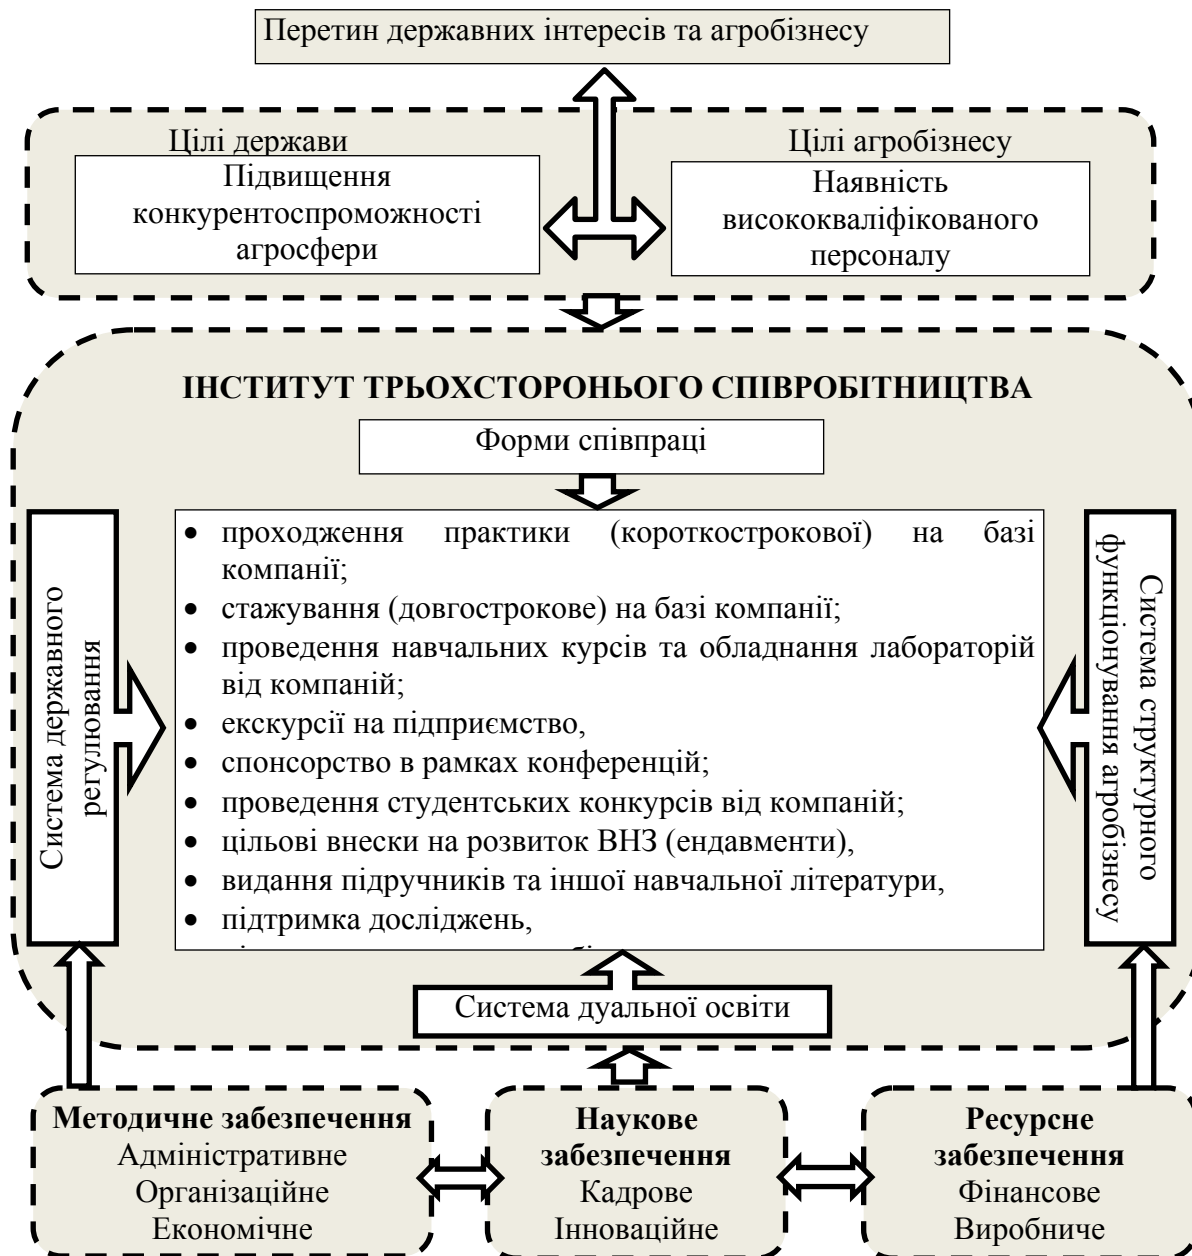 Перетин державних інтересів та агробізнесу
Цілі держави
Підвищення
конкурентоспроможності
агросфери
Цілі агробізнесу
Наявність
висококваліфікованого
персоналу
ІНСТИТУТ ТРЬОХСТОРОНЬОГО СПІВРОБІТНИЦТВА
Форми співпраці
Система державного
регулювання
• проходження практики (короткострокової) на базі
компанії;
• стажування (довгострокове) на базі компанії;
• проведення навчальних курсів та обладнання лабораторій
від компаній;
• екскурсії на підприємство,
• спонсорство в рамках конференцій;
• проведення студентських конкурсів від компаній;
• цільові внески на розвиток ВНЗ (ендавменти),
• видання підручників та іншої навчальної літератури,
• підтримка досліджень,
Система структурного
функціонування агробізнесу
Система дуальної освіти
Методичне забезпечення
Адміністративне
Організаційне
Економічне
Наукове
забезпечення
Кадрове
Інноваційне
Ресурсне
забезпечення
Фінансове
Виробниче